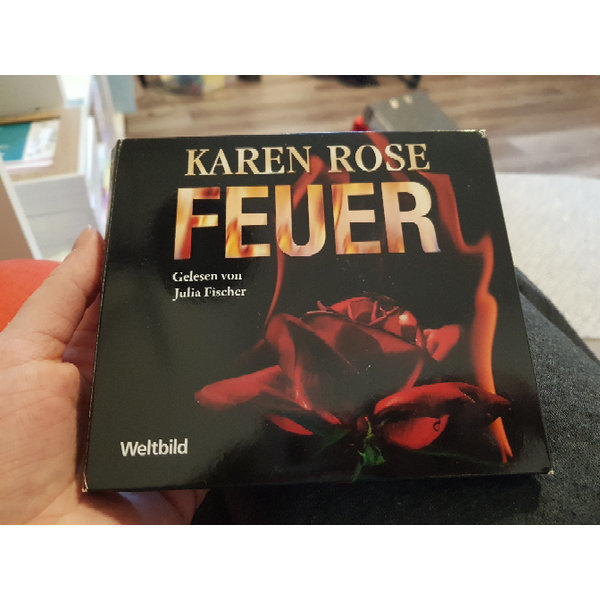 KAREN ROSE
FEUER
Gelesen von
Julia Fischer
Weltbild